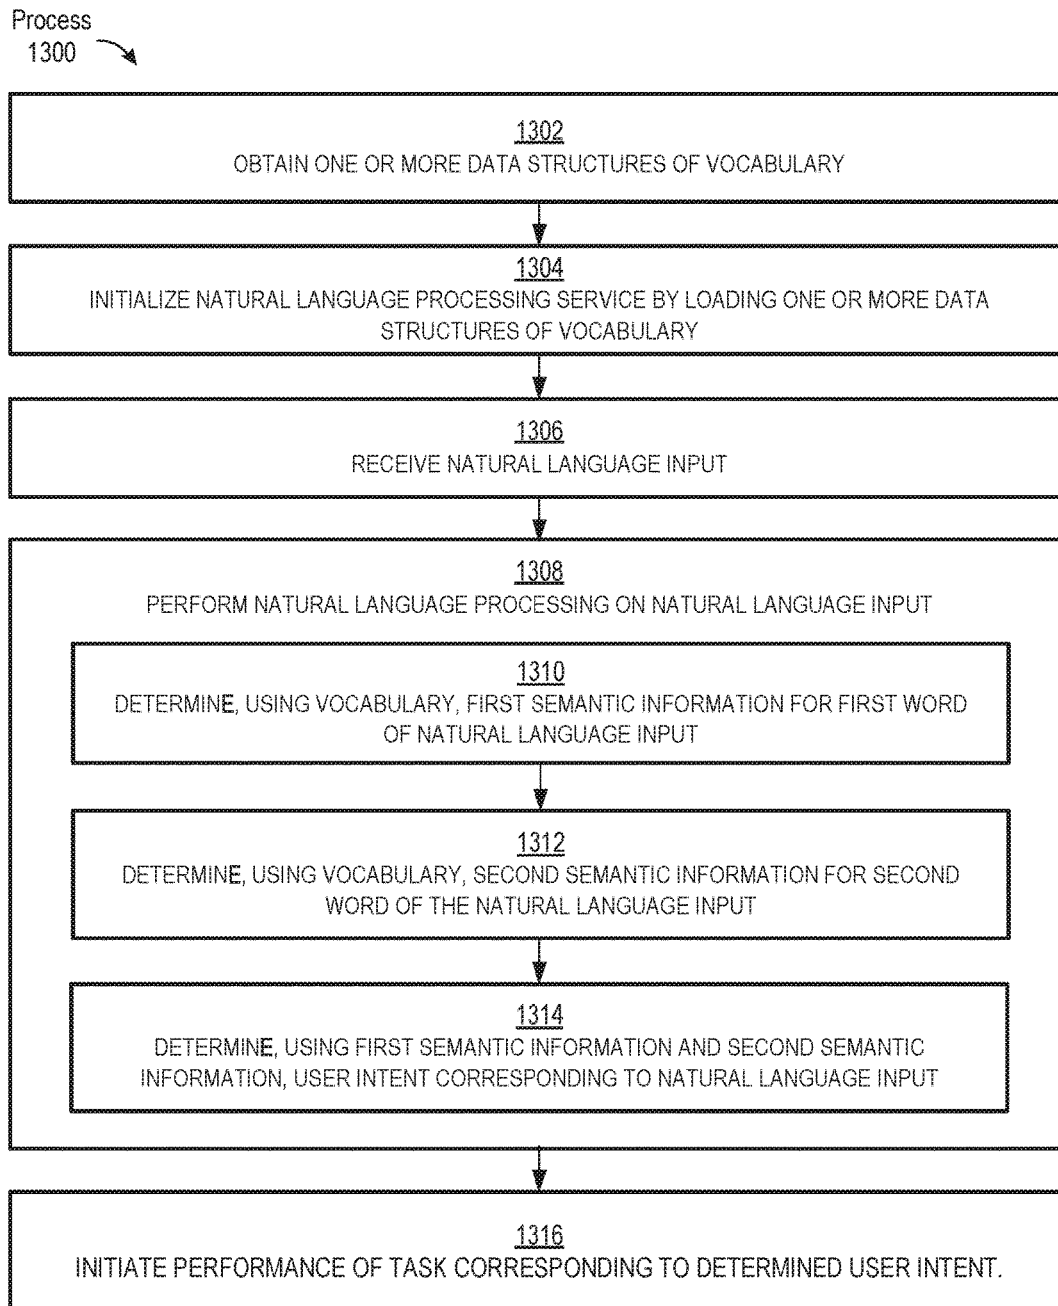 Process
1300
1302
OBTAIN ONE OR MORE DATA STRUCTURES OF VOCABULARY
1304
INITIALIZE NATURAL LANGUAGE PROCESSING SERVICE BY LOADING ONE OR MORE DATA
STRUCTURES OF VOCABULARY
1306
RECEIVE NATURAL LANGUAGE INPUT
1308
PERFORM NATURAL LANGUAGE PROCESSING ON NATURAL LANGUAGE INPUT
1310
DETERMINE, USING VOCABULARY, FIRST SEMANTIC INFORMATION FOR FIRST WORD
OF NATURAL LANGUAGE INPUT
1312
DETERMINE, USING VOCABULARY, SECOND SEMANTIC INFORMATION FOR SECOND
WORD OF THE NATURAL LANGUAGE INPUT
1314
DETERMINE, USING FIRST SEMANTIC INFORMATION AND SECOND SEMANTIC
INFORMATION, USER INTENT CORRESPONDING TO NATURAL LANGUAGE INPUT
1316
INITIATE PERFORMANCE OF TASK CORRESPONDING TO DETERMINED USER INTENT.